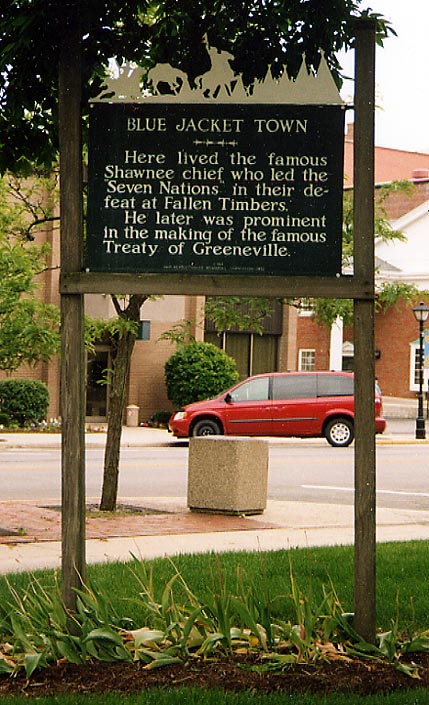 BLUE JACKET TOWN
Here lived the famous
Shawnee chief, who led the
"Seven Nations" in their de-
feat at Fallen Timbers.
He later was prominent
in the making of the famous
Treaty of Greeneville.